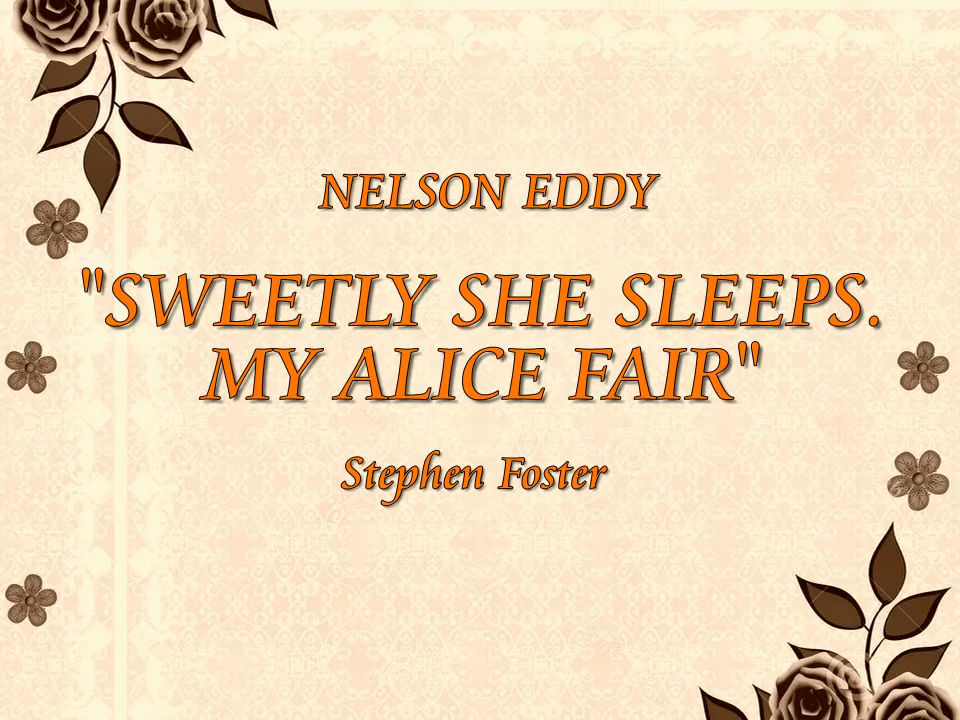 NELSON EDDY
"SWEETLY SHE SLEEPS.
MY ALICE FAIR"
Stephen Foster